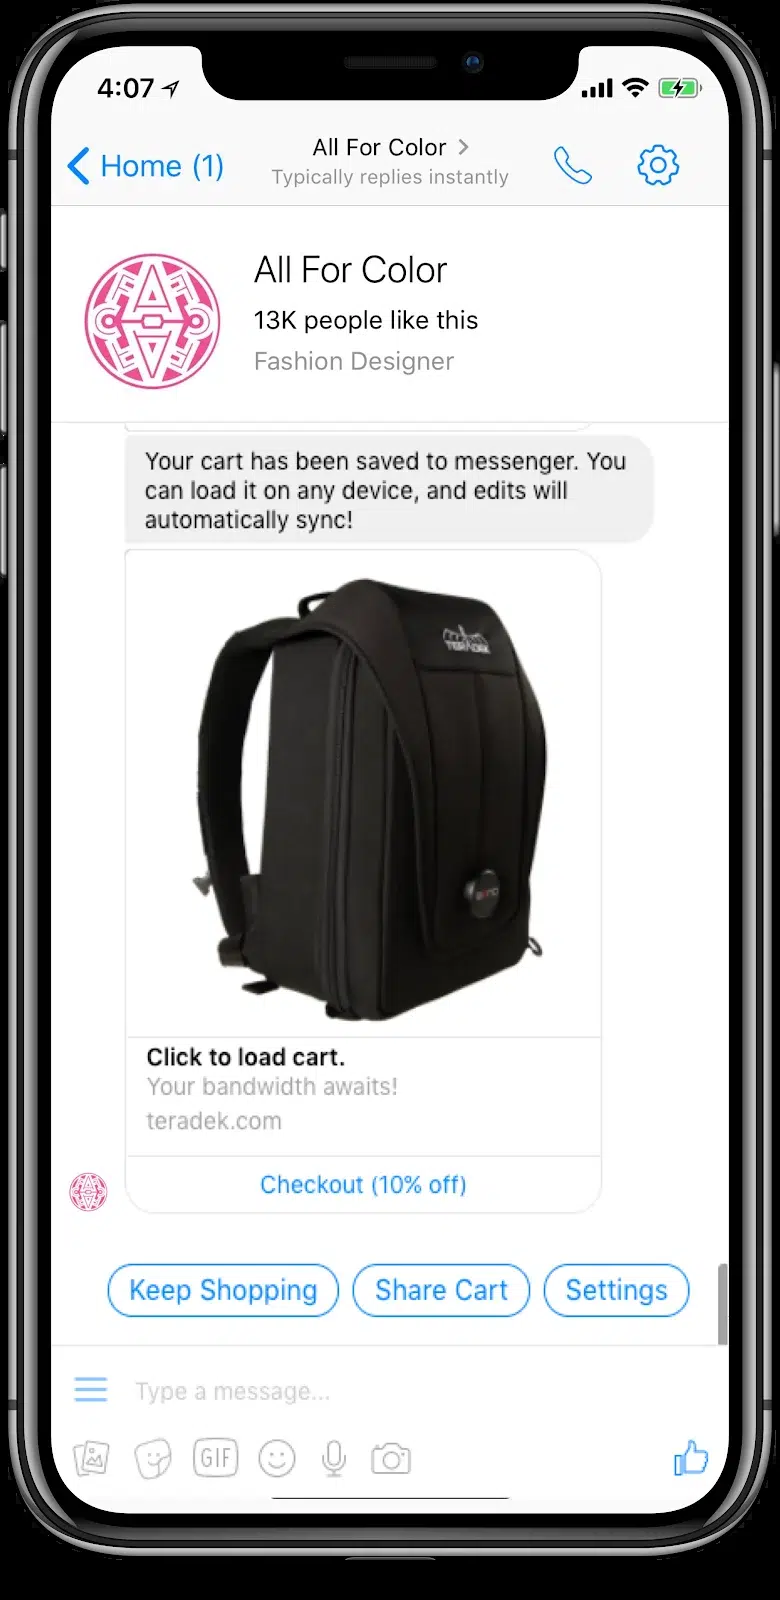 4:07
Home (1)
All For Color
Typically replies instantly
All For Color
13K people like this
Fashion Designer
Your cart has been saved to messenger. You
can load it on any device, and edits will
automatically sync!
TERADEK
BOND
Click to load cart.
Your bandwidth awaits!
teradek.com
Checkout (10% off)
Keep Shopping
Share Cart
Settings
Type a message...
GIF